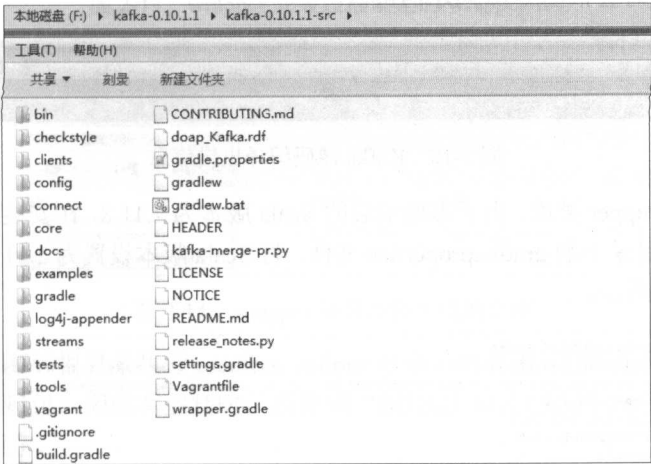 本地磁盘 (F:) ▸ kafka-0.10.1.1 ▸ kafka-0.10.1.1-src ▸
工具(T) 帮助(H)
共享 ▼ 刻录 新建文件夹
bin
checkstyle
clients
config
connect
core
docs
examples
gradle
log4j-appender
streams
tests
tools
vagrant
.gitignore
build.gradle
CONTRIBUTING.md
doap_Kafka.rdf
gradle.properties
gradlew
gradlew.bat
HEADER
kafka-merge-pr.py
LICENSE
NOTICE
README.md
release_notes.py
settings.gradle
Vagrantfile
wrapper.gradle